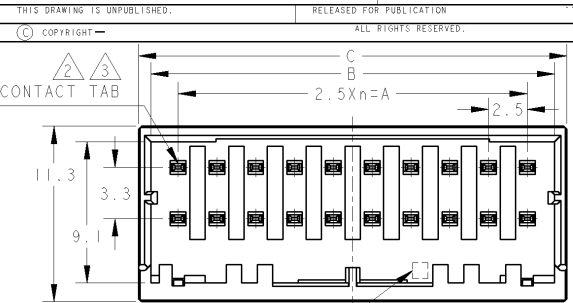 THIS DRAWING IS UNPUBLISHED.
RELEASED FOR PUBLICATION
© COPYRIGHT —
ALL RIGHTS RESERVED.
C
2 3
B
CONTACT TAB
2.5Xn=A
2.5
11.3
3.3
9.1